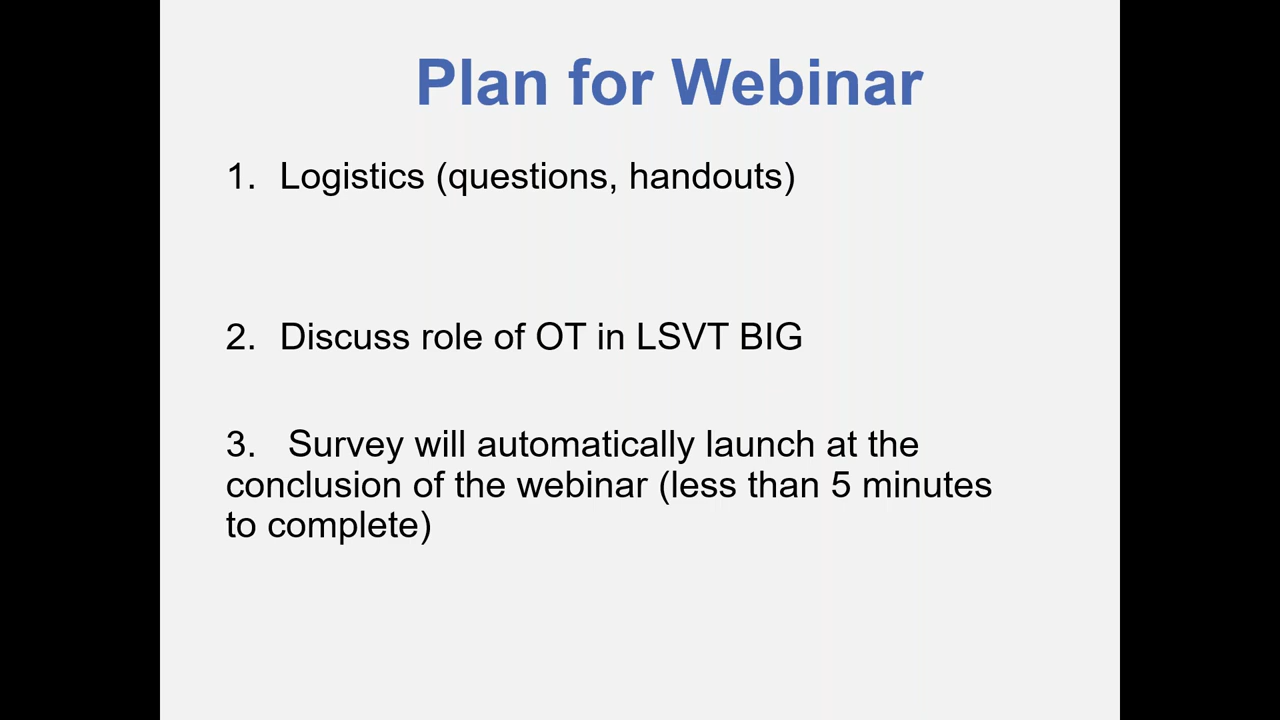 Plan for Webinar
1. Logistics (questions, handouts)
2. Discuss role of OT in LSVT BIG
3. Survey will automatically launch at the
conclusion of the webinar (less than 5 minutes
to complete)